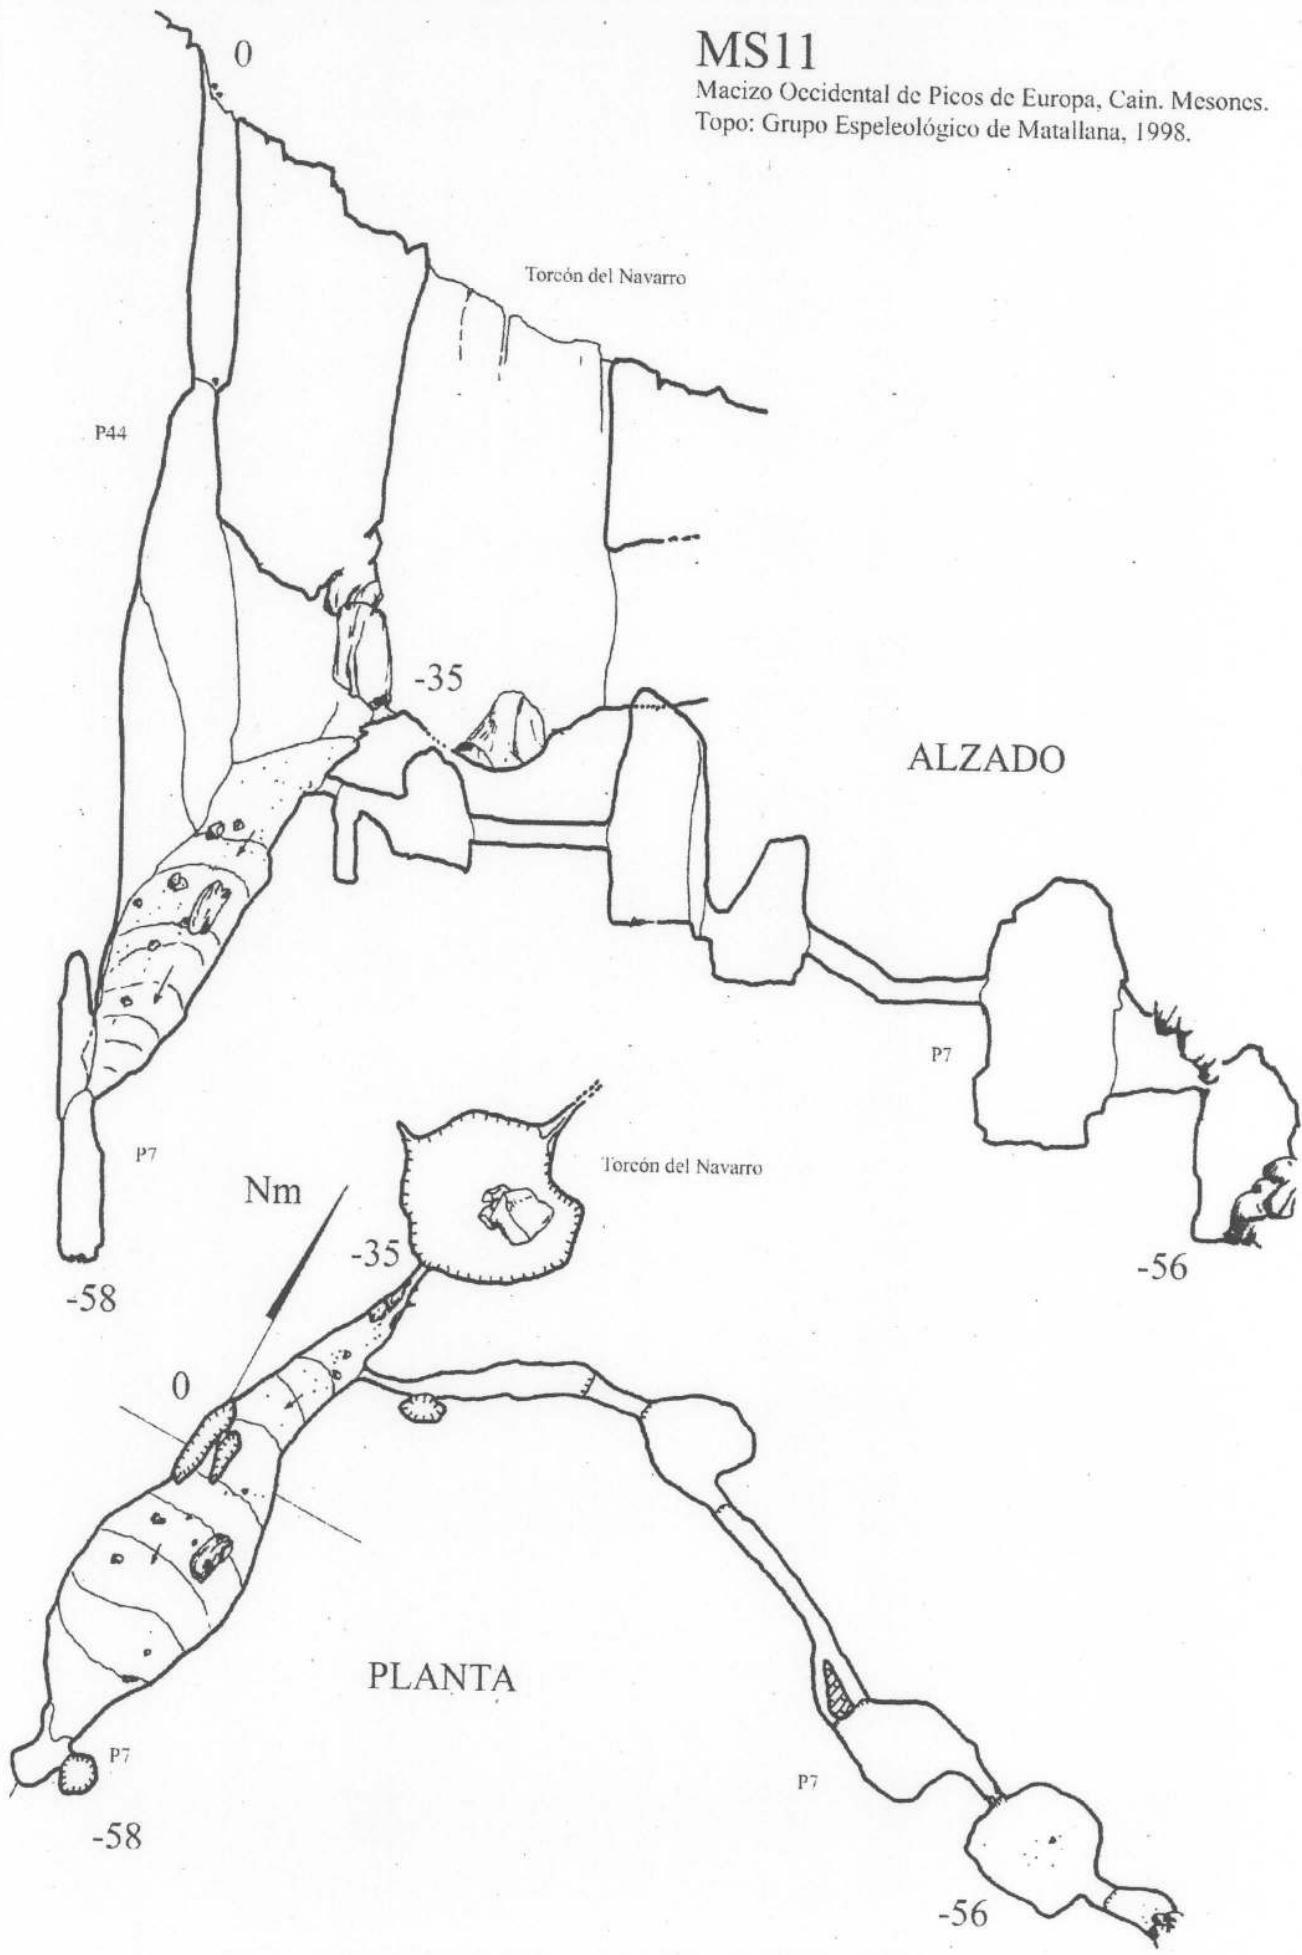 MS11
Macizo Occidental de Picos de Europa, Cain. Mesones.
Topo: Grupo Espeleológico de Matallana, 1998.
0
Torcón del Navarro
P44
-35
ALZADO
P7
P7
Torcón del Navarro
Nm
-35
-56
-58
0
PLANTA
P7
P7
-58
-56